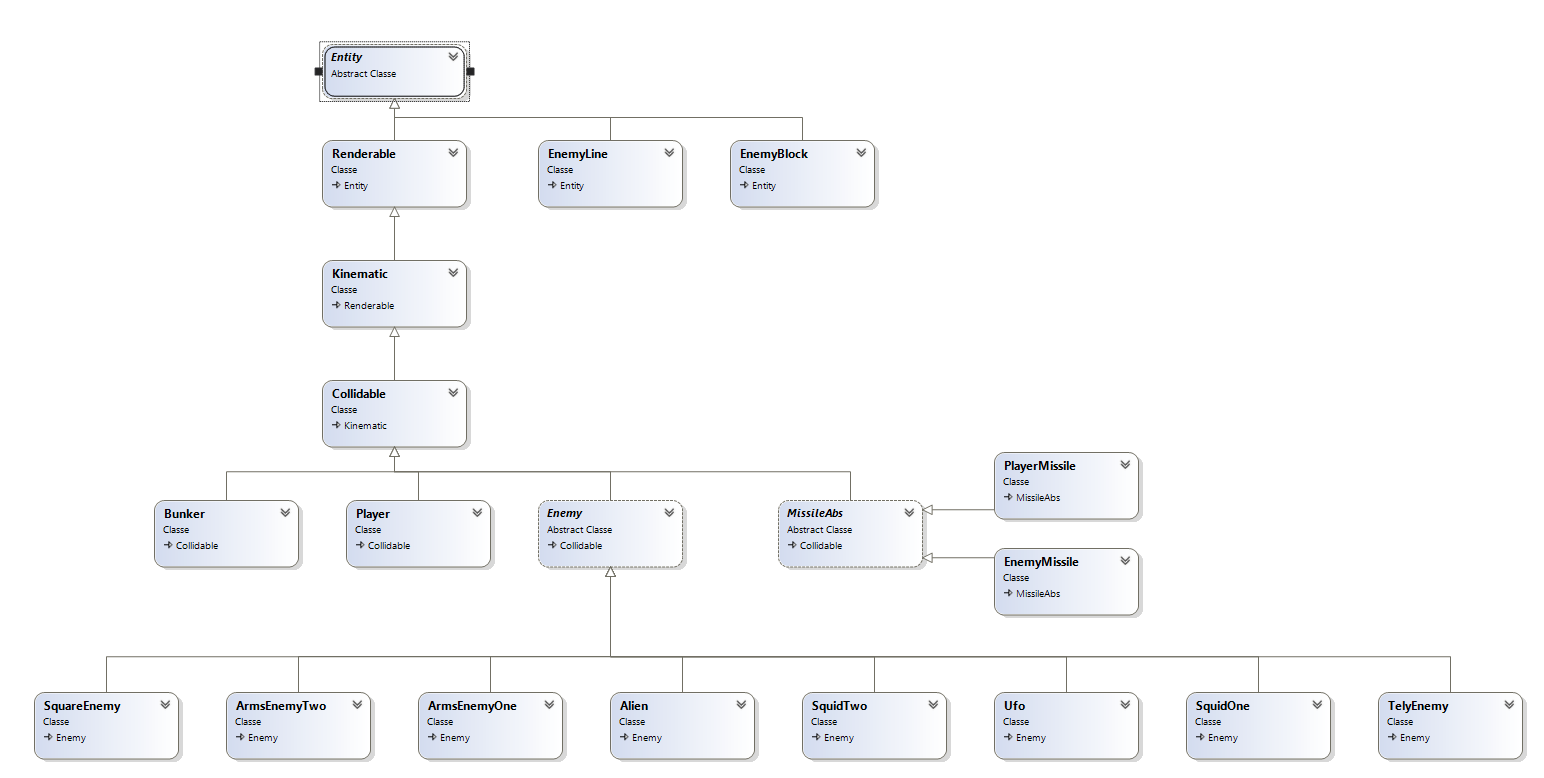 Entity
Abstract Classe
Renderable
Classe
Entity
EnemyLine
Classe
Entity
EnemyBlock
Classe
Entity
Kinematic
Classe
Renderable
Collidable
Classe
Kinematic
Bunker
Classe
Collidable
Player
Classe
Collidable
Enemy
Abstract Classe
Collidable
MissileAbs
Abstract Classe
Collidable
PlayerMissile
Classe
MissileAbs
EnemyMissile
Classe
MissileAbs
SquareEnemy
Classe
Enemy
ArmsEnemyTwo
Classe
Enemy
ArmsEnemyOne
Classe
Enemy
Alien
Classe
Enemy
SquidTwo
Classe
Enemy
Ufo
Classe
Enemy
SquidOne
Classe
Enemy
TelyEnemy
Classe
Enemy